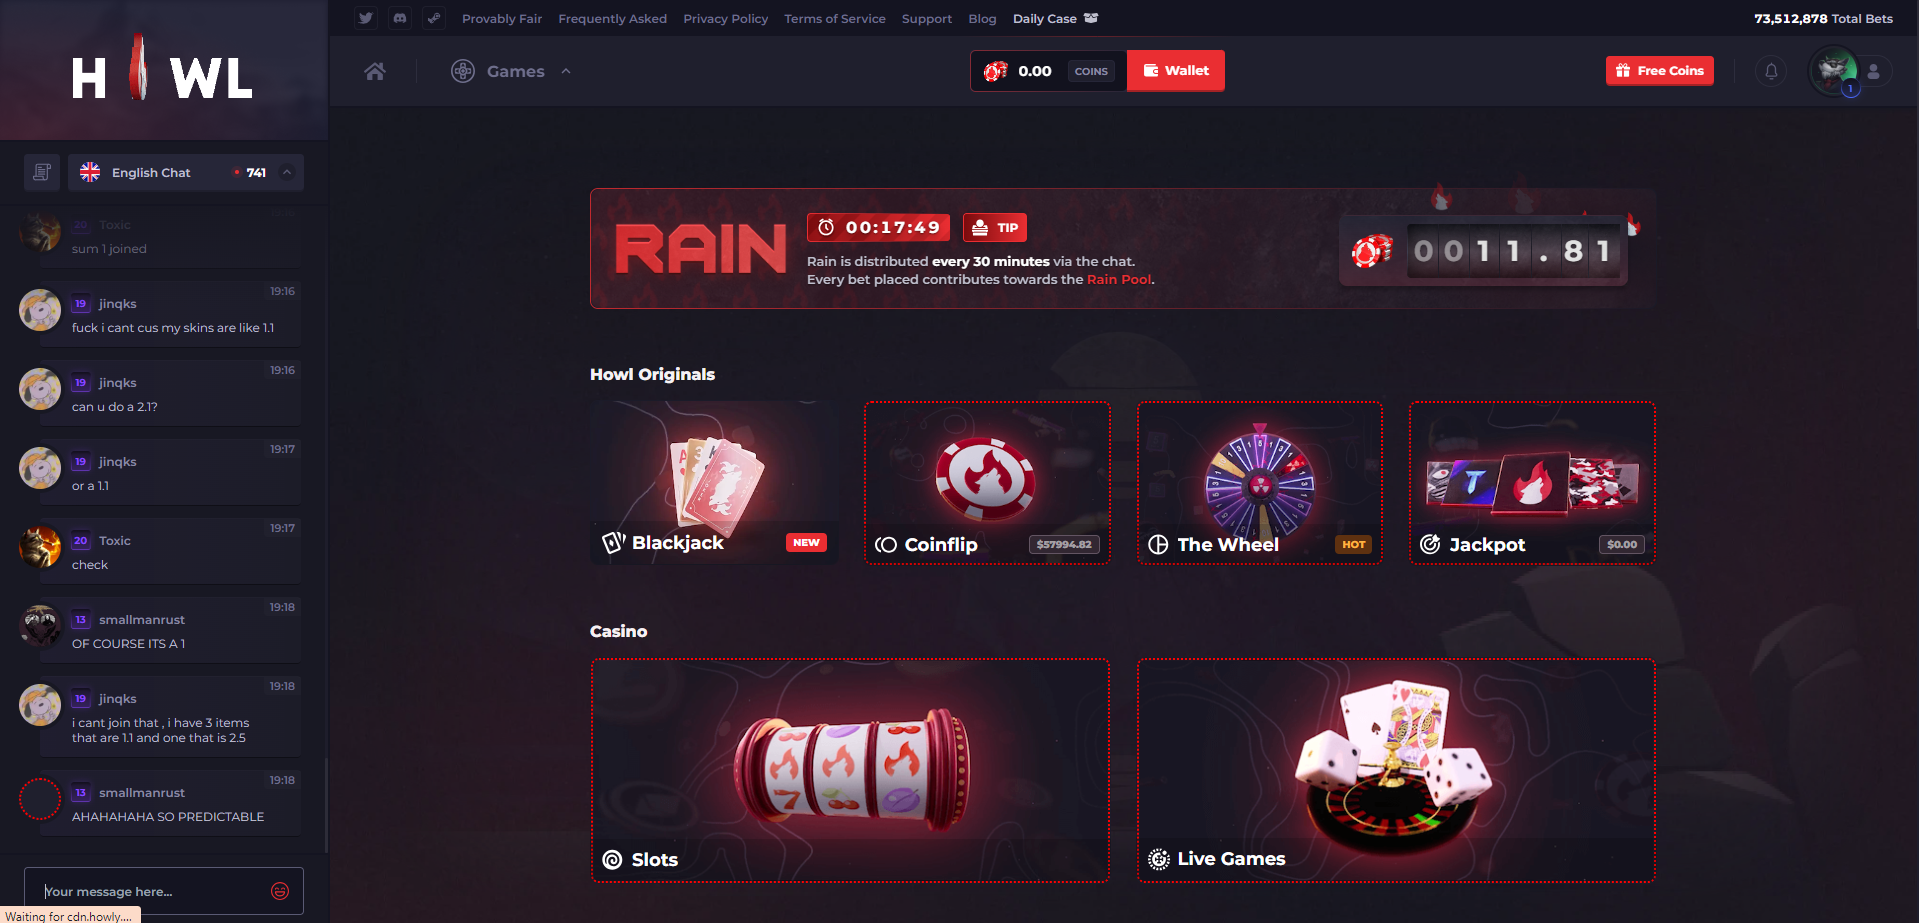 H WL
Provably Fair
Frequently Asked
Privacy Policy
Terms of Service
Support
Blog
Daily Case
73,512,878 Total Bets
Games
0.00
COINS
Wallet
Free Coins
1
English Chat
741
20 Toxic
sum 1 joined
19:16
19 jinqks
fuck i cant cus my skins are like 1.1
19:16
19 jinqks
can u do a 2.1?
19:17
19 jinqks
or a 1.1
19:17
20 Toxic
check
19:18
13 smallmanrust
OF COURSE ITS A 1
19:18
19 jinqks
i cant join that , i have 3 items
that are 1.1 and one that is 2.5
19:18
13 smallmanrust
AHAHAHAHA SO PREDICTABLE
Your message here...
Waiting for cdn.howly....
RAIN
00:17:49
TIP
Rain is distributed every 30 minutes via the chat.
Every bet placed contributes towards the Rain Pool.
0011.81
Howl Originals
Blackjack
NEW
Coinflip
$57994.82
The Wheel
HOT
Jackpot
$0.00
Casino
Slots
Live Games